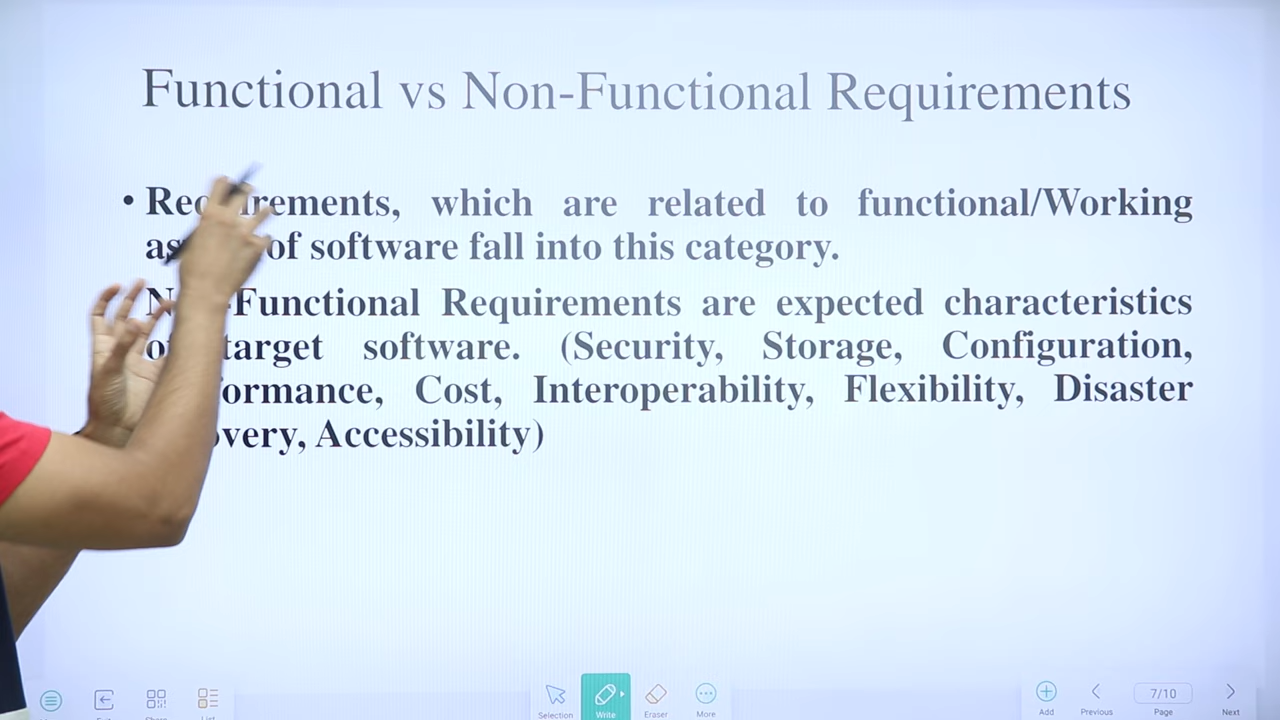 Functional vs Non-Functional Requirements
• Requirements, which are related to functional/Working
of software fall into this category.
Functional Requirements are expected characteristics
target software. (Security, Storage, Configuration,
Cost, Interoperability, Flexibility, Disaster
Accessibility)
Selection Write Eraser More
Add Previous 7/10 Page Next